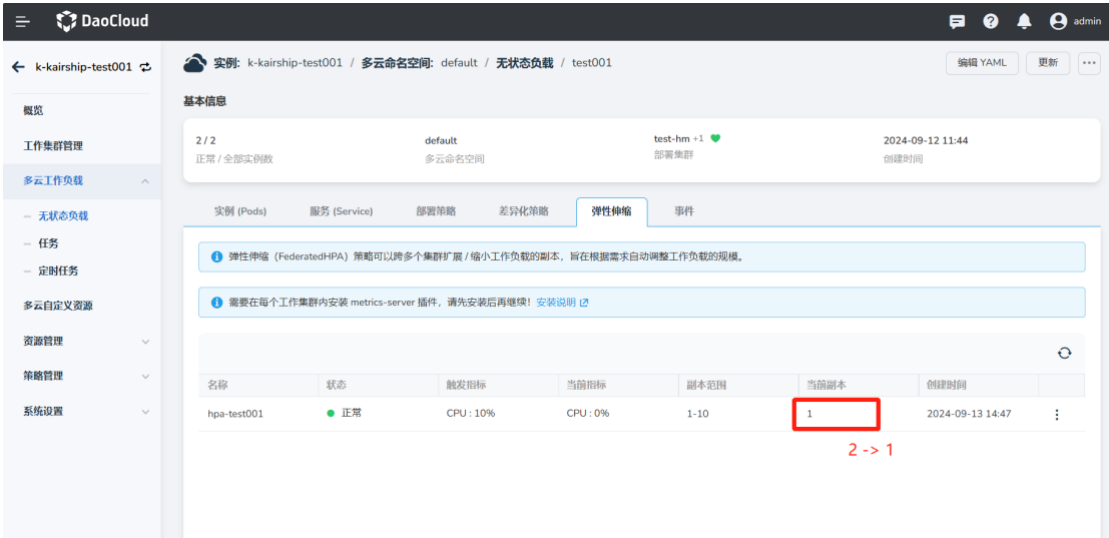 DaoCloud
admin
k-kairship-test001
实例: k-kairship-test001 / 多云命名空间: default / 无状态负载 / test001
编辑 YAML
更新
概览
工作集群管理
多云工作负载
无状态负载
任务
定时任务
多云自定义资源
资源管理
策略管理
系统设置
基本信息
2 / 2
default
test-hm +1
2024-09-12 11:44
正常 / 全部实例数
多云命名空间
部署集群
创建时间
实例 (Pods)
服务 (Service)
部署策略
差异化策略
弹性伸缩
事件
弹性伸缩（FederatedHPA）策略可以跨多个集群扩展 / 缩小工作负载的副本，旨在根据需求自动调整工作负载的规模。
需要在每个工作集群内安装 metrics-server 插件，请先安装后再继续！安装说明
名称
状态
触发指标
当前指标
副本范围
当前副本
创建时间
hpa-test001
正常
CPU : 10%
CPU : 0%
1-10
1
2024-09-13 14:47
2 -> 1